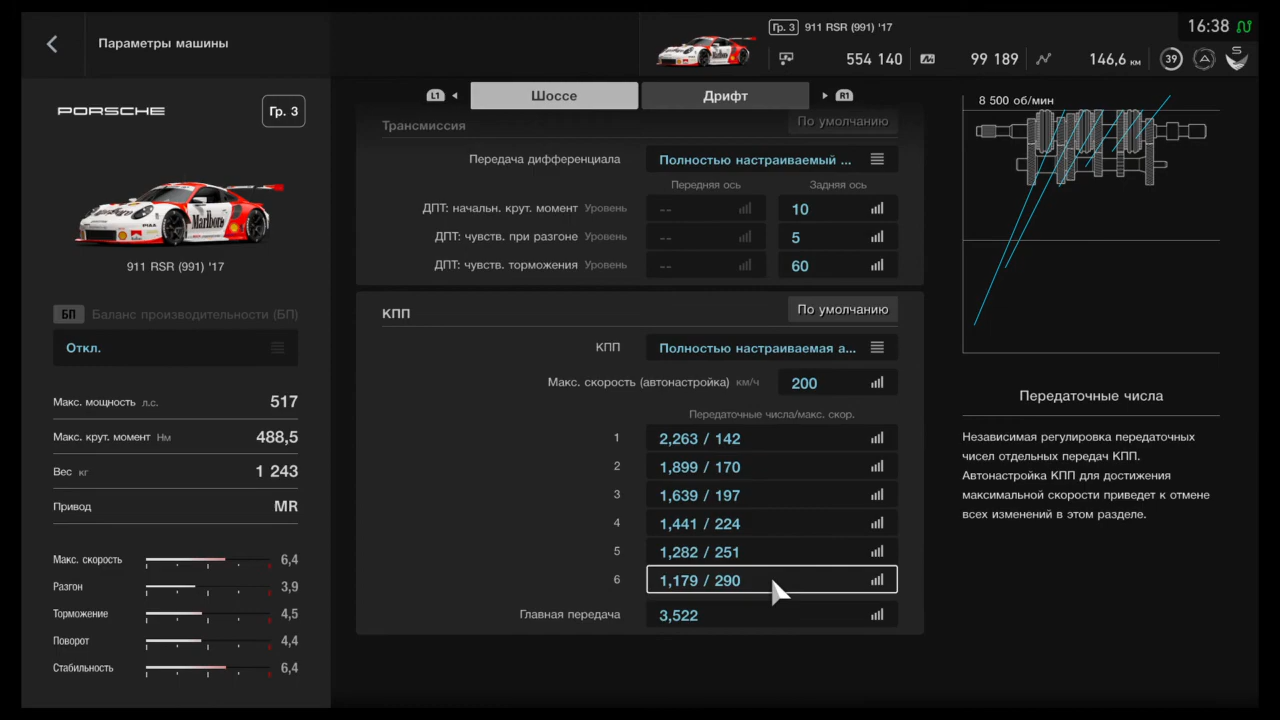 16:38
Гр. 3 911 RSR (991) '17
554 140 99 189 146,6 км 39 S
Параметры машины
L1 Шоссе Дрифт R1
PORSCHE Гр. 3
Marlboro
911 RSR (991) '17
БП Баланс производительности (БП)
Откл.
Макс. мощность л.с. 517
Макс. крут. момент Нм 488,5
Вес кг 1 243
Привод MR
Макс. скорость 6,4
Разгон 3,9
Торможение 4,5
Поворот 4,4
Стабильность 6,4
Трансмиссия По умолчанию
Передача дифференциала Полностью настраиваемый ...
Передняя ось Задняя ось
ДПТ: начальн. крут. момент Уровень -- 10
ДПТ: чувств. при разгоне Уровень -- 5
ДПТ: чувств. торможения Уровень -- 60
КПП По умолчанию
КПП Полностью настраиваемая а...
Макс. скорость (автонастройка) км/ч 200
Передаточные числа/макс. скор.
1 2,263 / 142
2 1,899 / 170
3 1,639 / 197
4 1,441 / 224
5 1,282 / 251
6 1,179 / 290
Главная передача 3,522
8 500 об/мин
Передаточные числа
Независимая регулировка передаточных
чисел отдельных передач КПП.
Автонастройка КПП для достижения
максимальной скорости приведет к отмене
всех изменений в этом разделе.